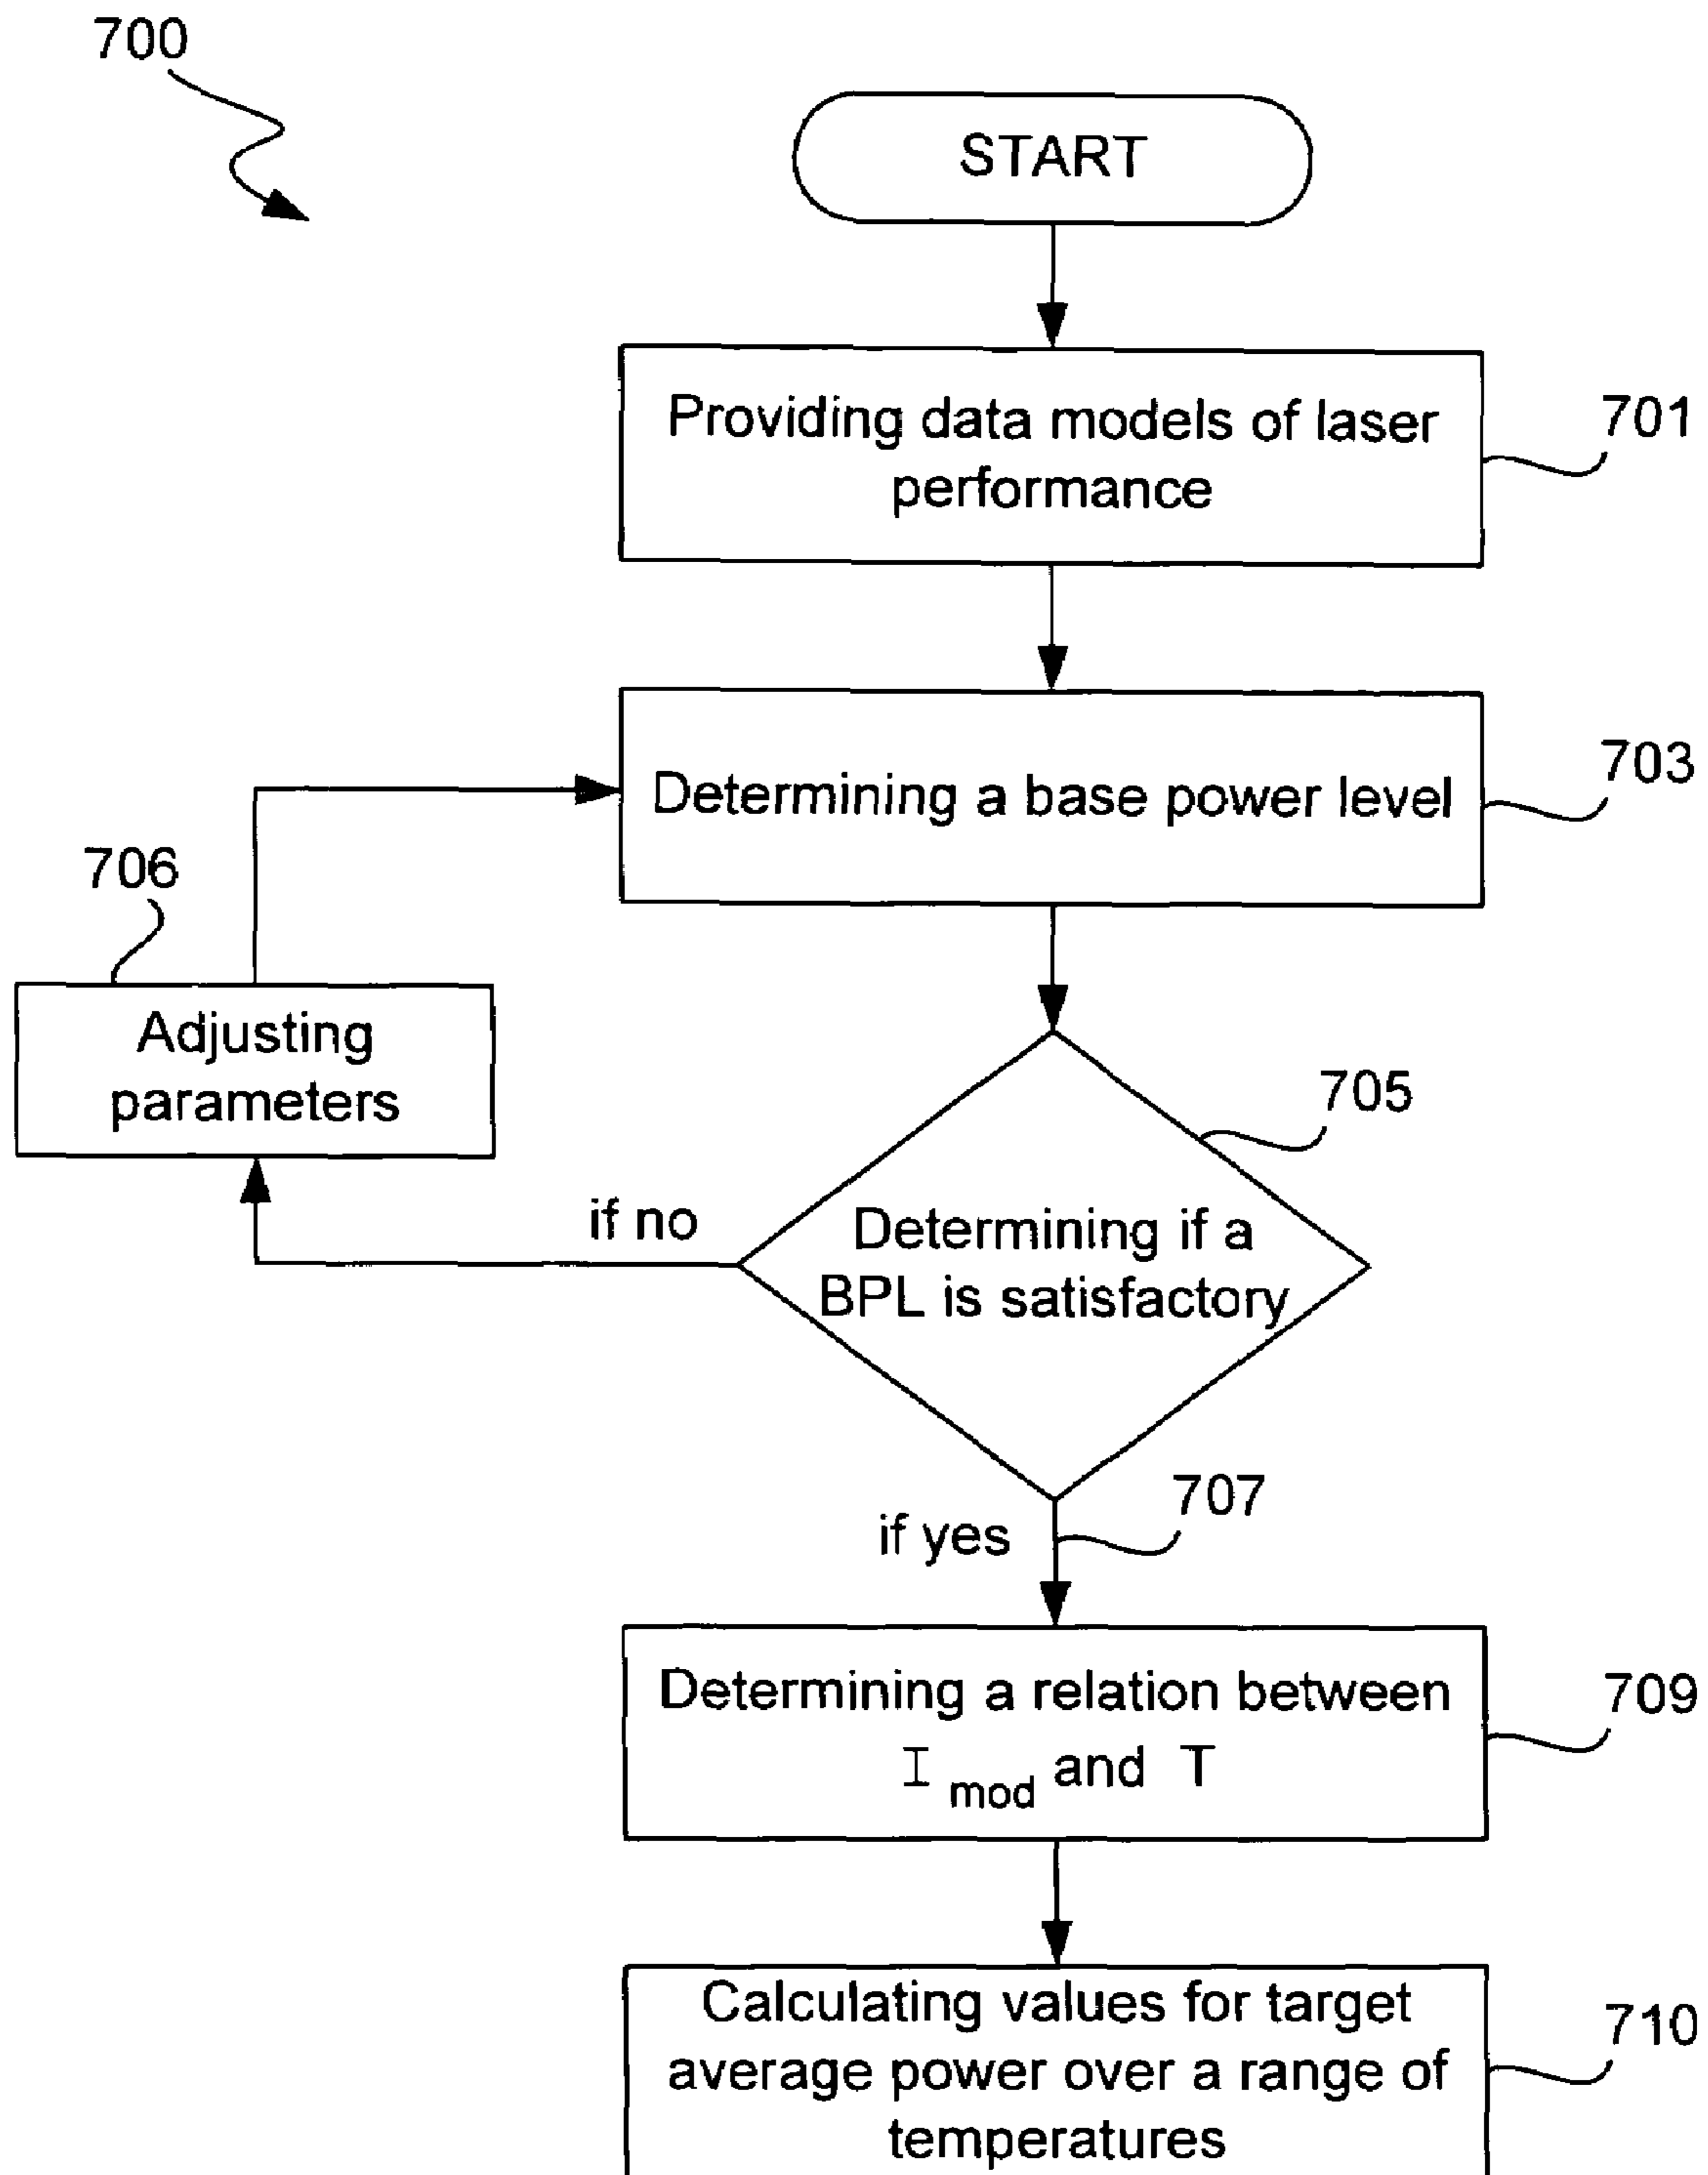 700
START
Providing data models of laser
performance
701
Determining a base power level
703
706
Adjusting
parameters
705
if no
Determining if a
BPL is satisfactory
707
if yes
Determining a relation between
I mod and T
709
Calculating values for target
average power over a range of
temperatures
710